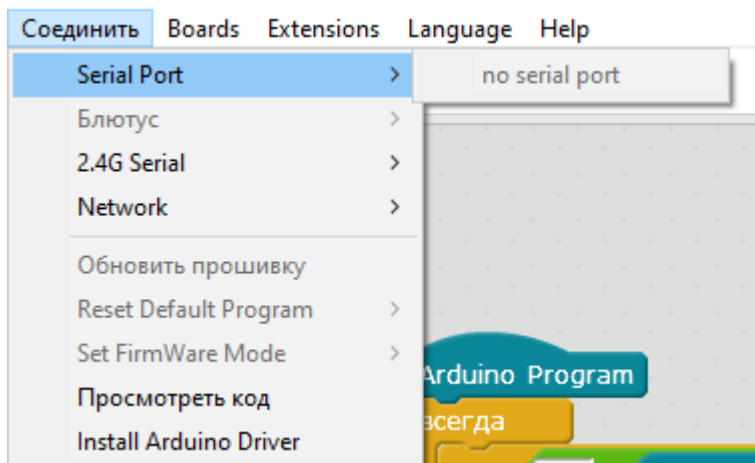 Соединить Boards Extensions Language Help
Serial Port no serial port
Блютус
2.4G Serial
Network
Обновить прошивку
Reset Default Program
Set FirmWare Mode
Arduino Program
Просмотреть код
всегда
Install Arduino Driver